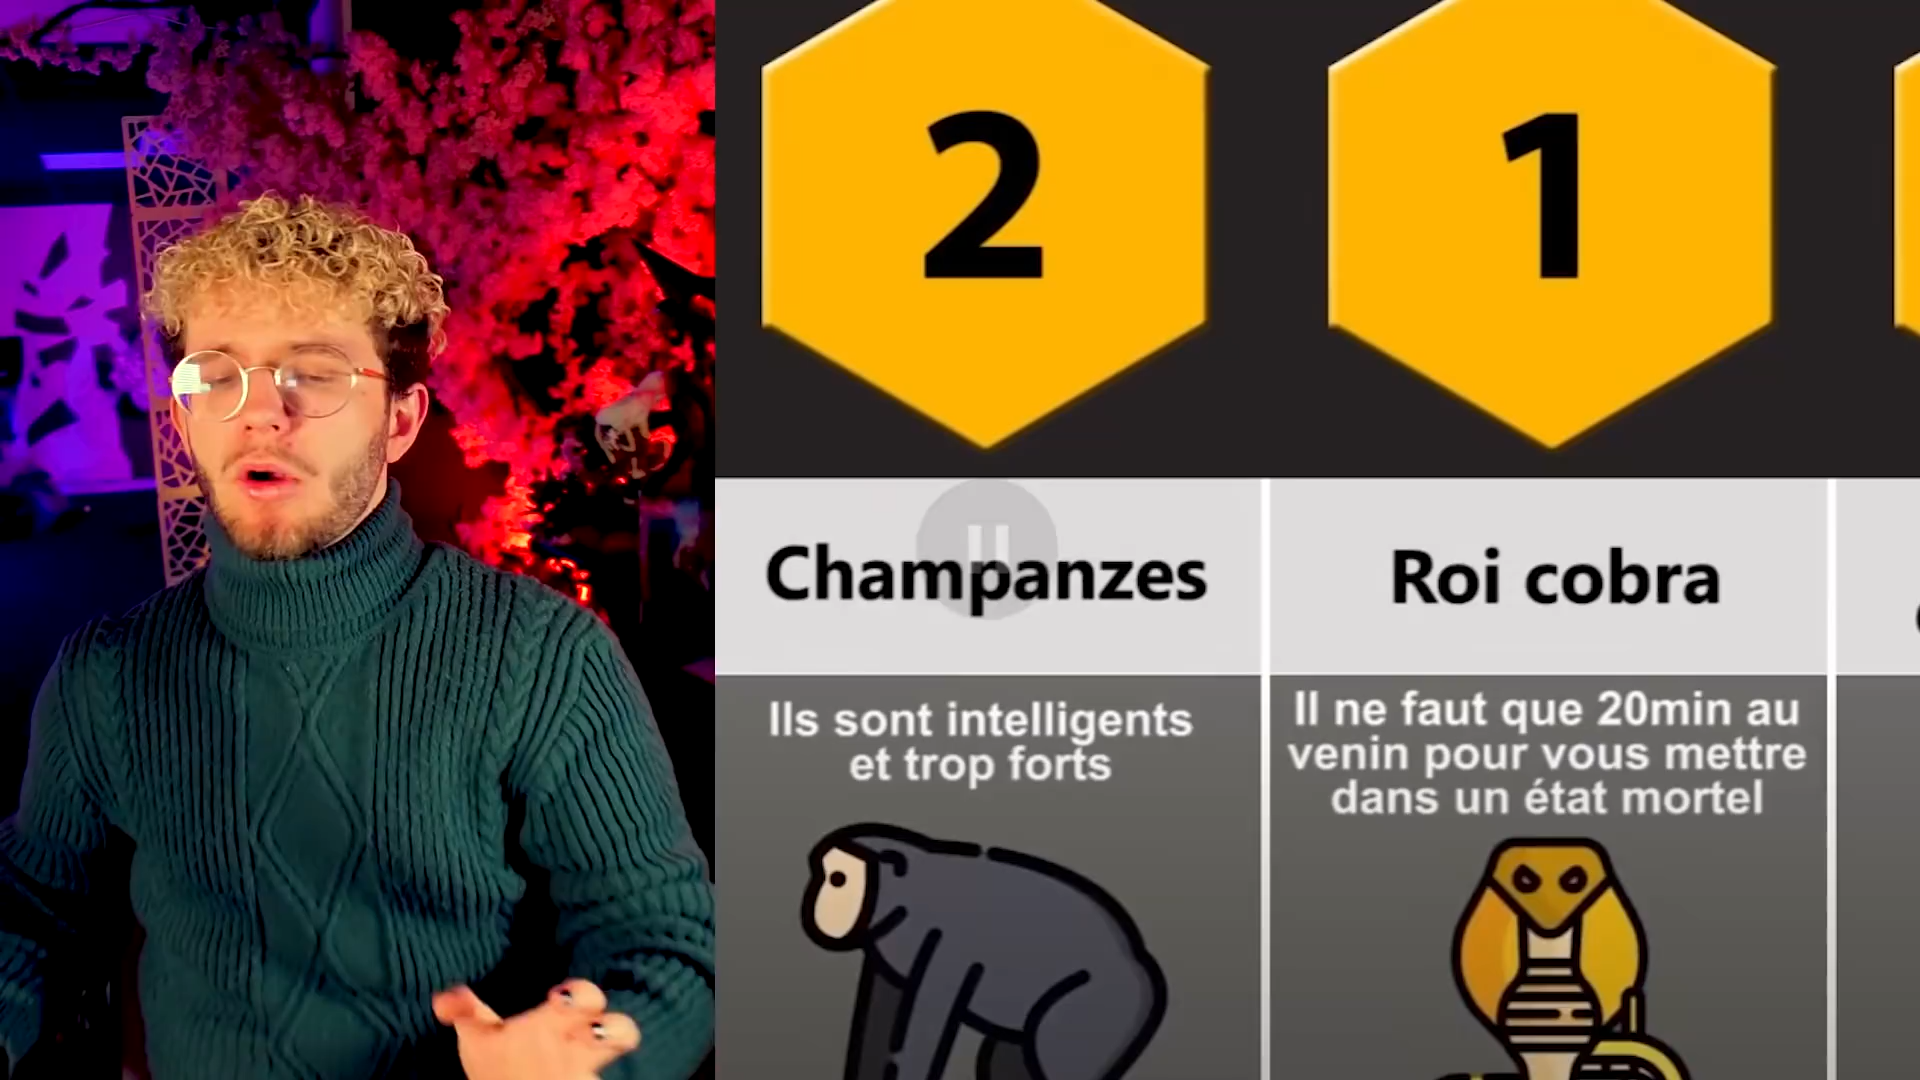 2
1
Champanzes
Roi cobra
Ils sont intelligents
et trop forts
Il ne faut que 20min au
venin pour vous mettre
dans un état mortel